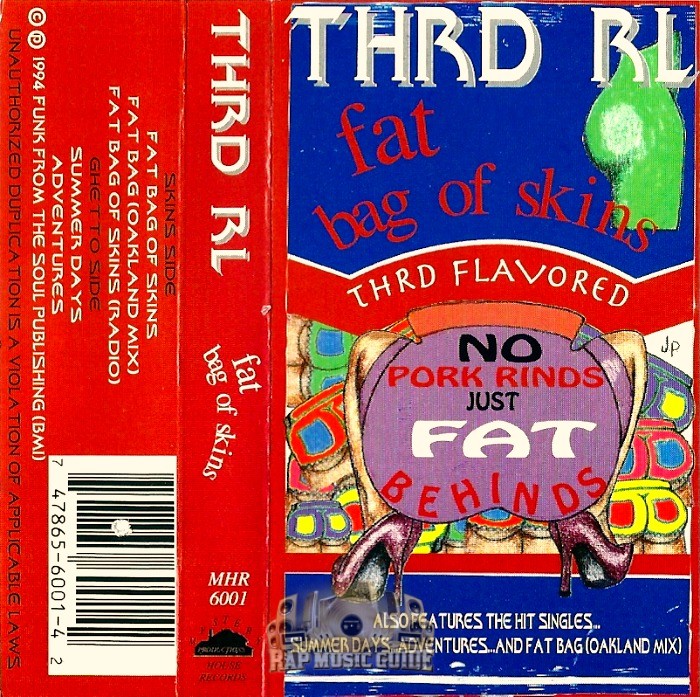 THRD RL
fat
bag of skins
THRD FLAVORED
JP
NO
PORK RINDS
JUST
FAT
BEHINDS
ALSO FEATURES THE HIT SINGLES...
SUMMER DAYS...ADVENTURES...AND FAT BAG (OAKLAND MIX)
RAP MUSIC GUIDE
THRD RL
fat
bag of skins
MHR
6001
PRODUCTIONS
HOUSE
RECORDS
SKINS SIDE
FAT BAG OF SKINS
FAT BAG (OAKLAND MIX)
FAT BAG OF SKINS (RADIO)
GHETTO SIDE
SUMMER DAYS
ADVENTURES
© ℗ 1994 FUNK FROM THE SOUL PUBLISHING (BMI)
UNAUTHORIZED DUPLICATION IS A VIOLATION OF APPLICABLE LAWS
7 47865-6001-4 2